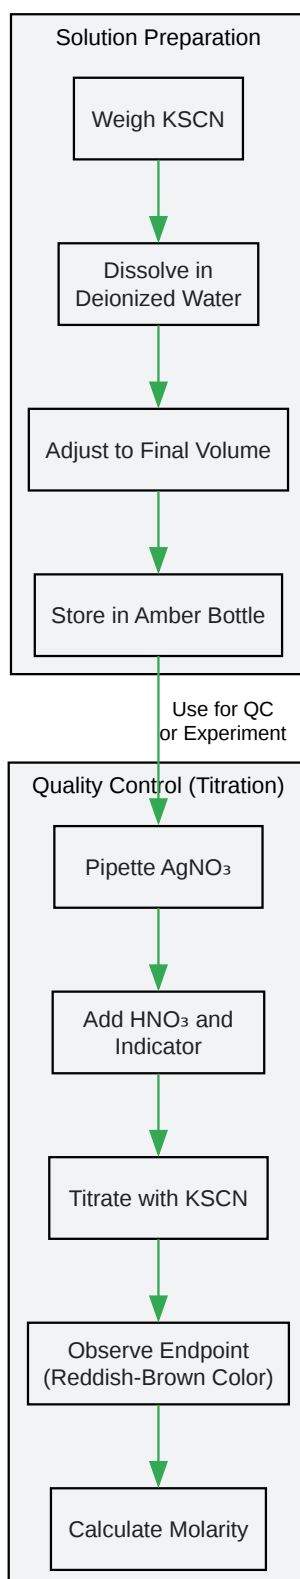 Solution Preparation
Weigh KSCN
Dissolve in
Deionized Water
Adjust to Final Volume
Store in Amber Bottle
Use for QC
or Experiment
Quality Control (Titration)
Pipette AgNO₃
Add HNO₃ and
Indicator
Titrate with KSCN
Observe Endpoint
(Reddish-Brown Color)
Calculate Molarity